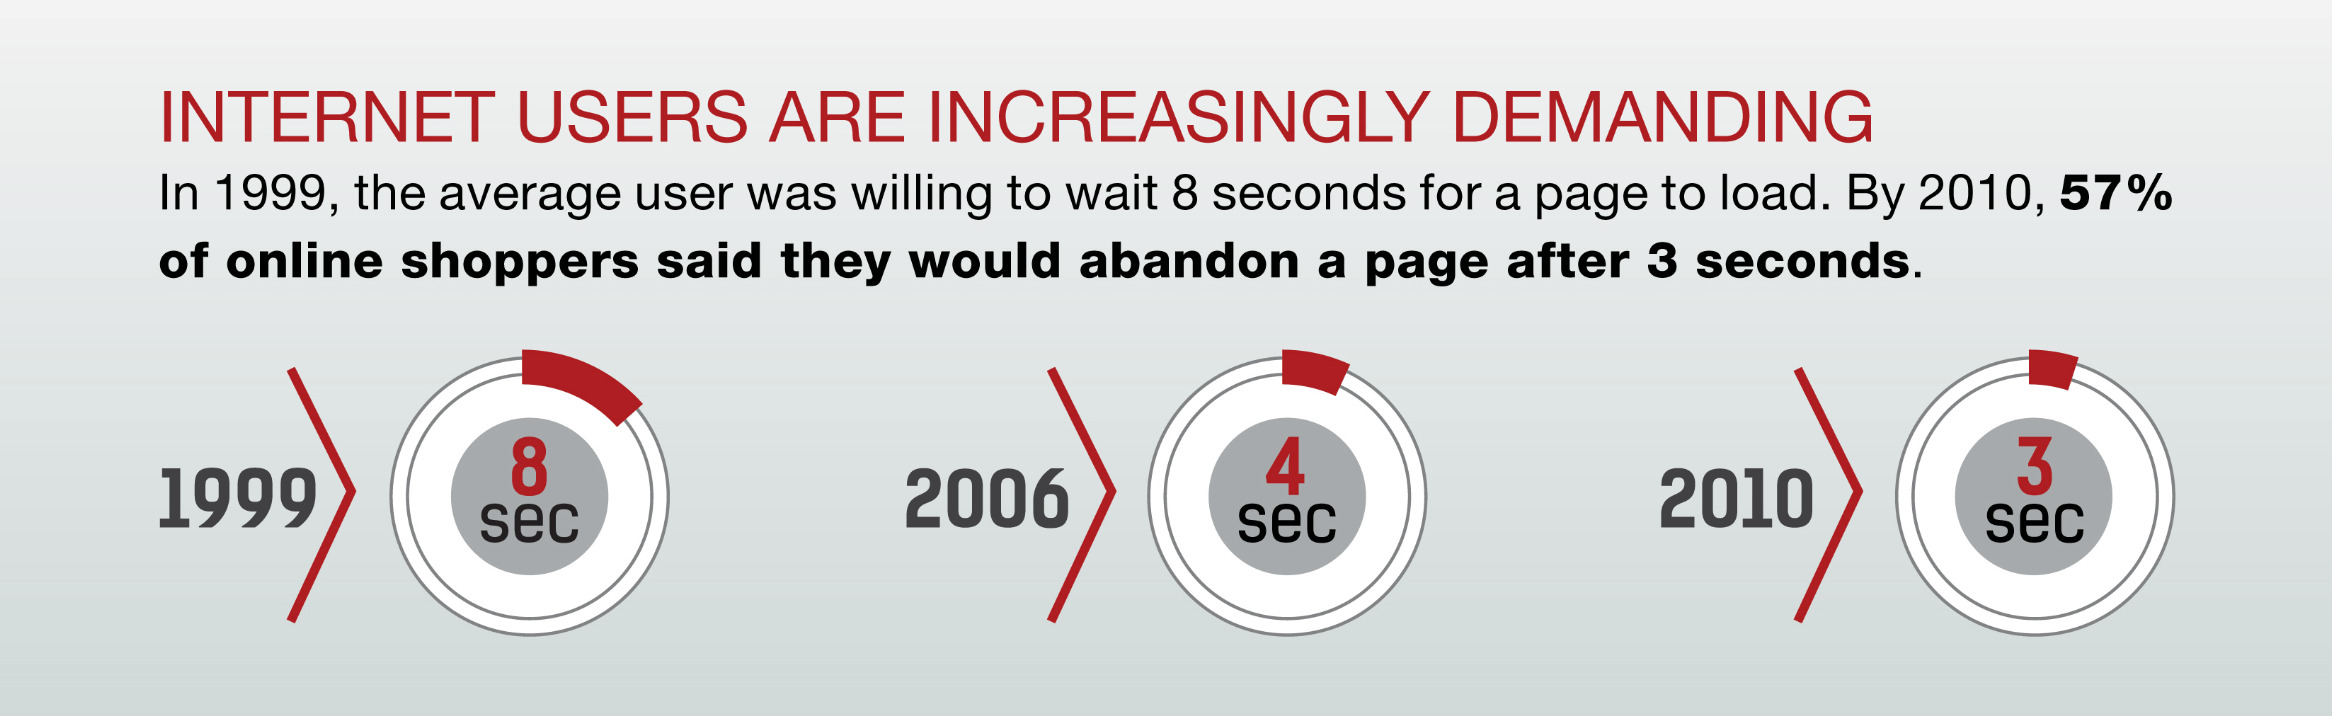 INTERNET USERS ARE INCREASINGLY DEMANDING
In 1999, the average user was willing to wait 8 seconds for a page to load. By 2010, 57%
of online shoppers said they would abandon a page after 3 seconds.
1999
8
sec
2006
4
sec
2010
3
sec